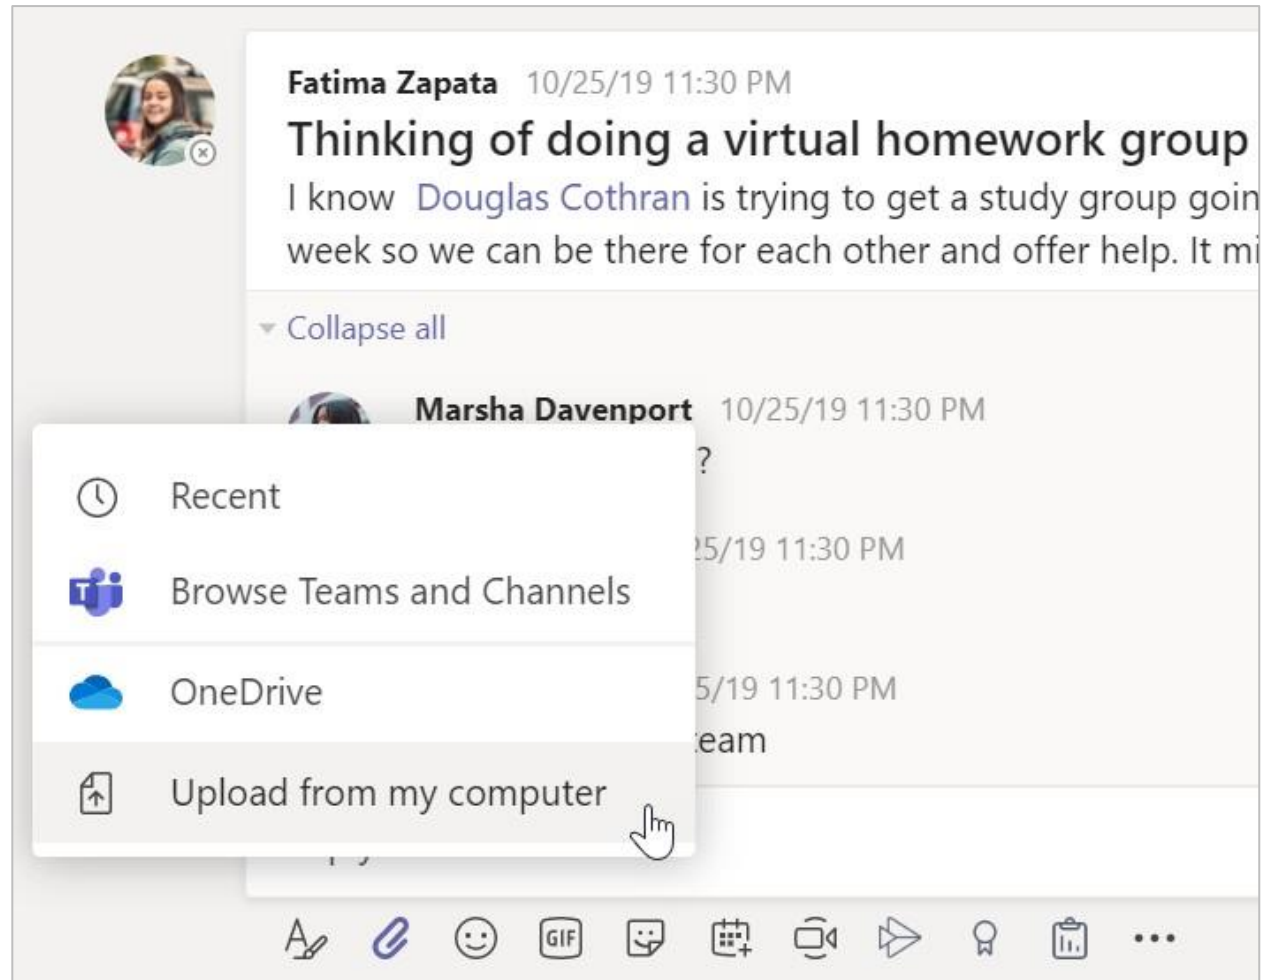 Fatima Zapata 10/25/19 11:30 PM
Thinking of doing a virtual homework group
I know Douglas Cothran is trying to get a study group goin
week so we can be there for each other and offer help. It mi
Collapse all
Marsha Davenport 10/25/19 11:30 PM
?
25/19 11:30 PM
5/19 11:30 PM
team
Recent
Browse Teams and Channels
OneDrive
Upload from my computer
GIF